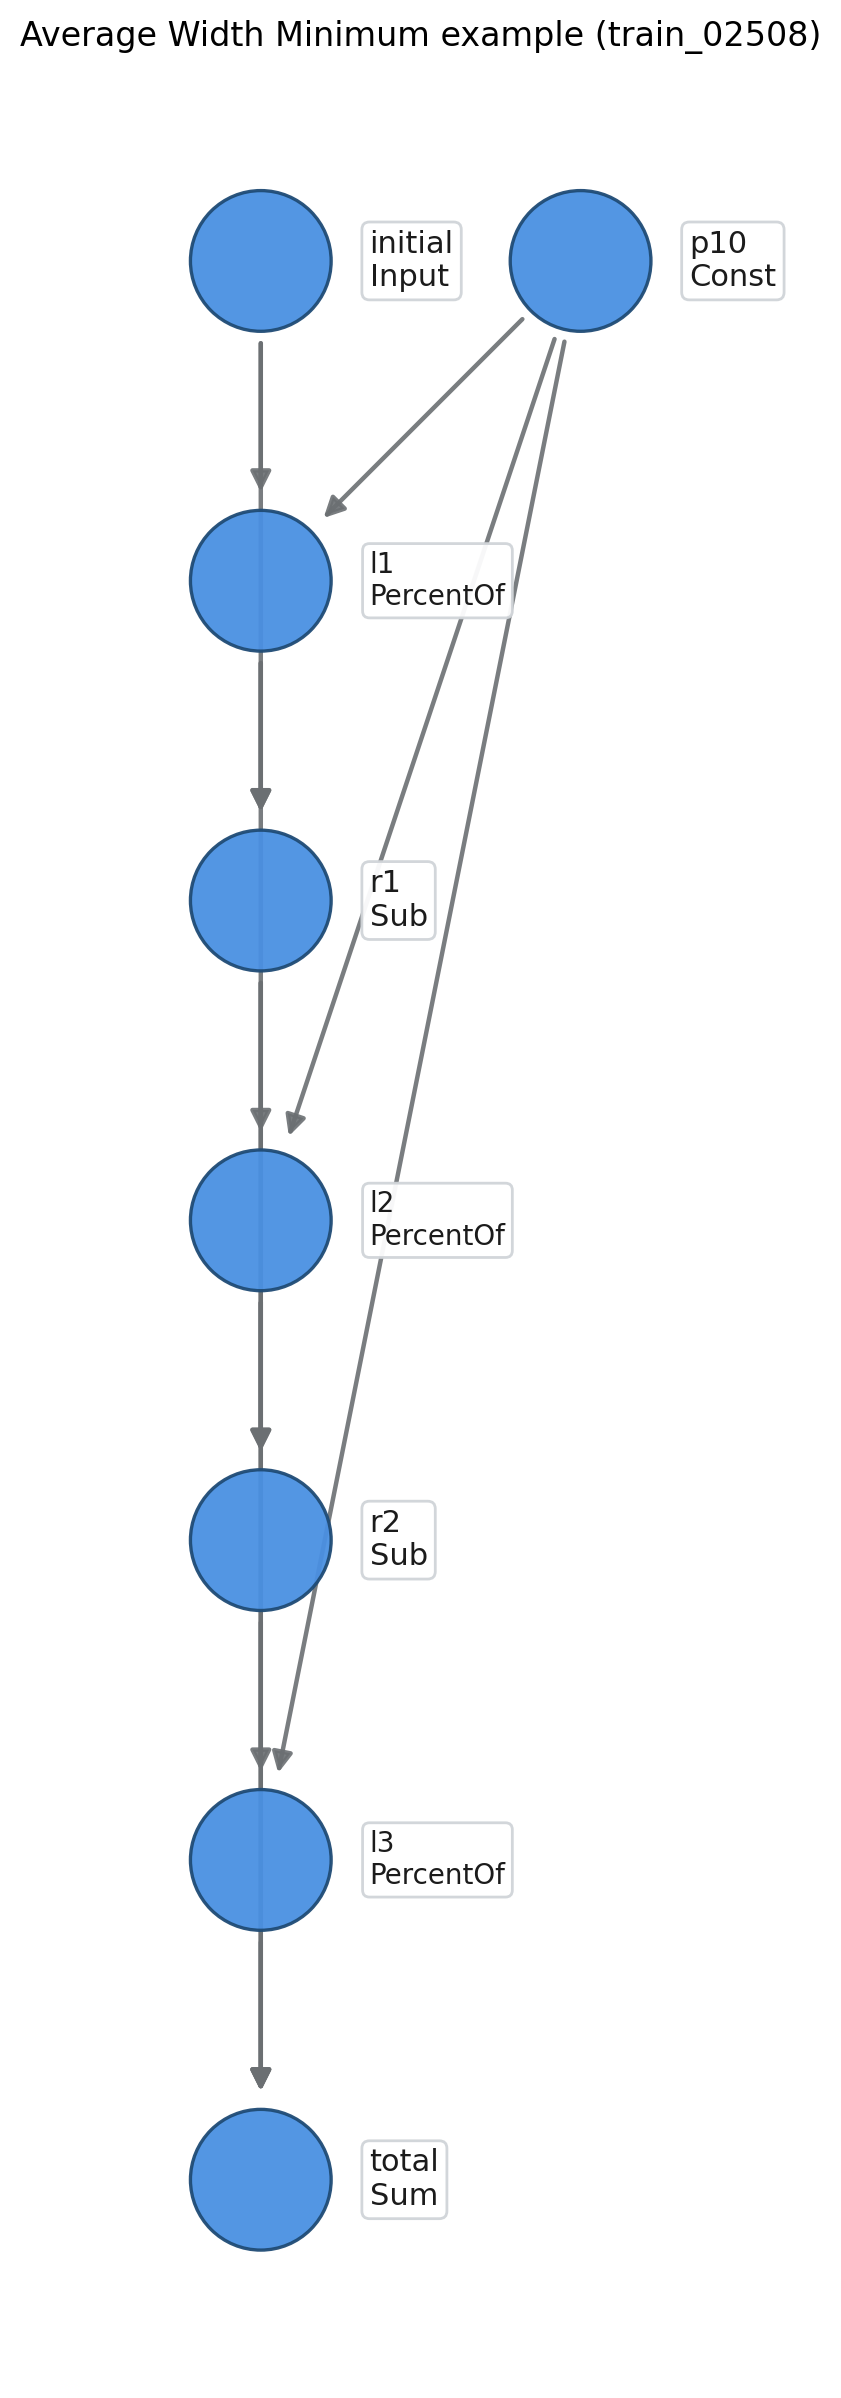 Average Width Minimum example (train_02508)
initial
Input
p10
Const
l1
PercentOf
r1
Sub
l2
PercentOf
r2
Sub
l3
PercentOf
total
Sum